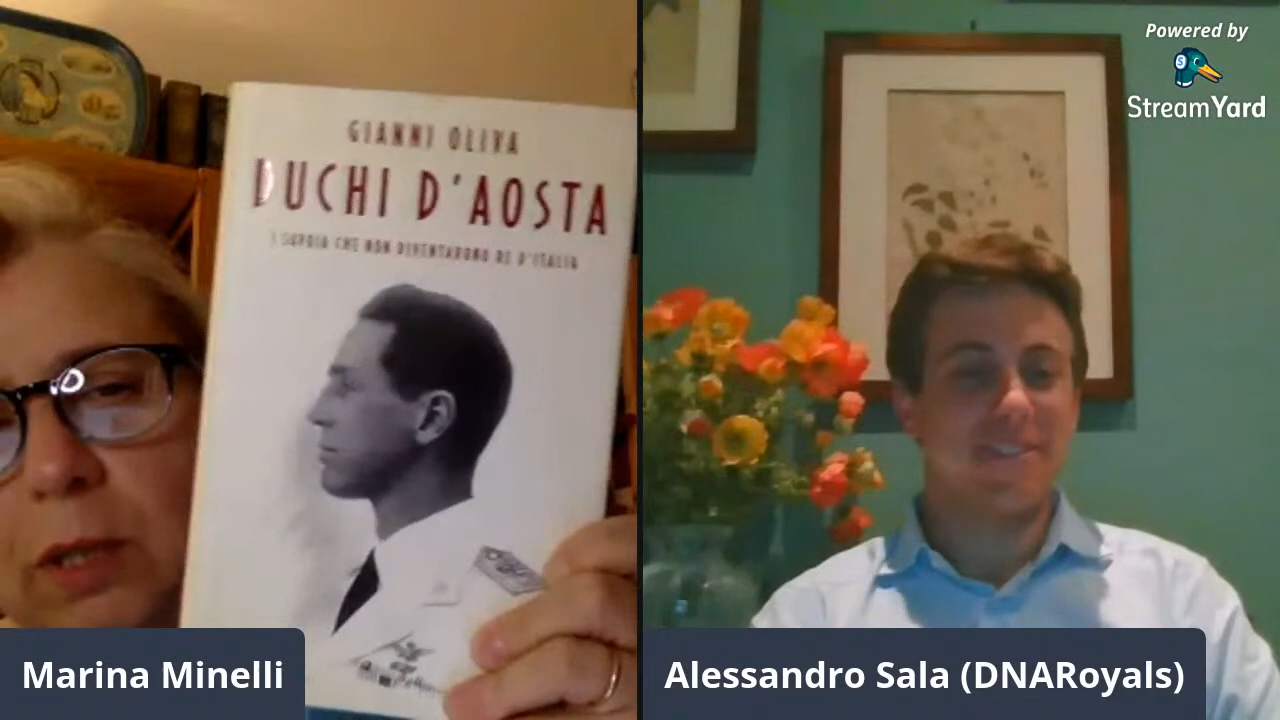 GIANNI OLIVA
DUCHI D'AOSTA
I SAVOIA CHE NON DIVENTARONO RE D'ITALIA
Powered by
StreamYard
Marina Minelli
Alessandro Sala (DNARoyals)